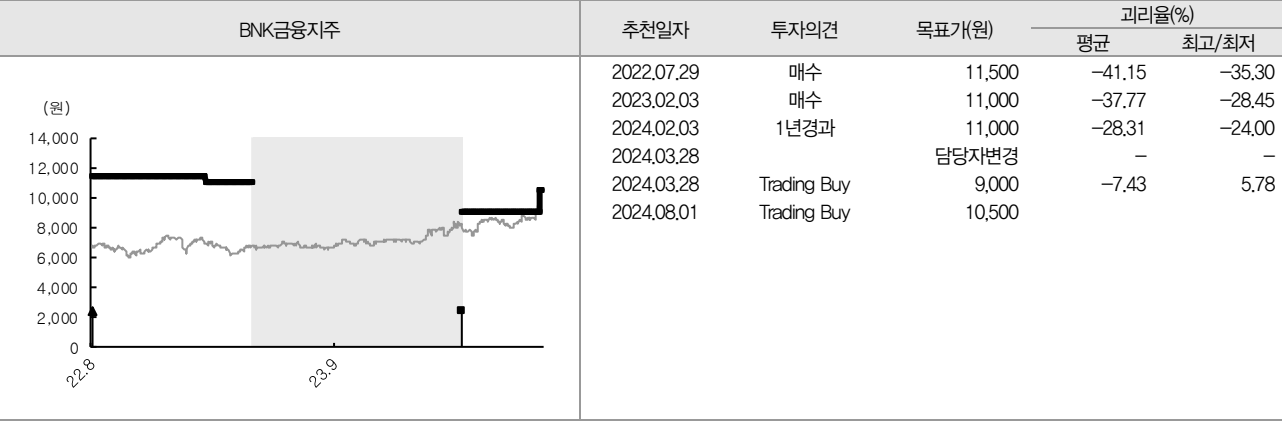 BNK금융지주
추천일자 투자의견 목표가(원) 괴리율(%)
평균 최고/최저
2022.07.29 매수 11,500 -41.15 -35.30
2023.02.03 매수 11,000 -37.77 -28.45
2024.02.03 1년경과 11,000 -28.31 -24.00
2024.03.28 담당자변경 - -
2024.03.28 Trading Buy 9,000 -7.43 5.78
2024.08.01 Trading Buy 10,500
(원)
14,000
12,000
10,000
8,000
6,000
4,000
2,000
0
22.8 23.9